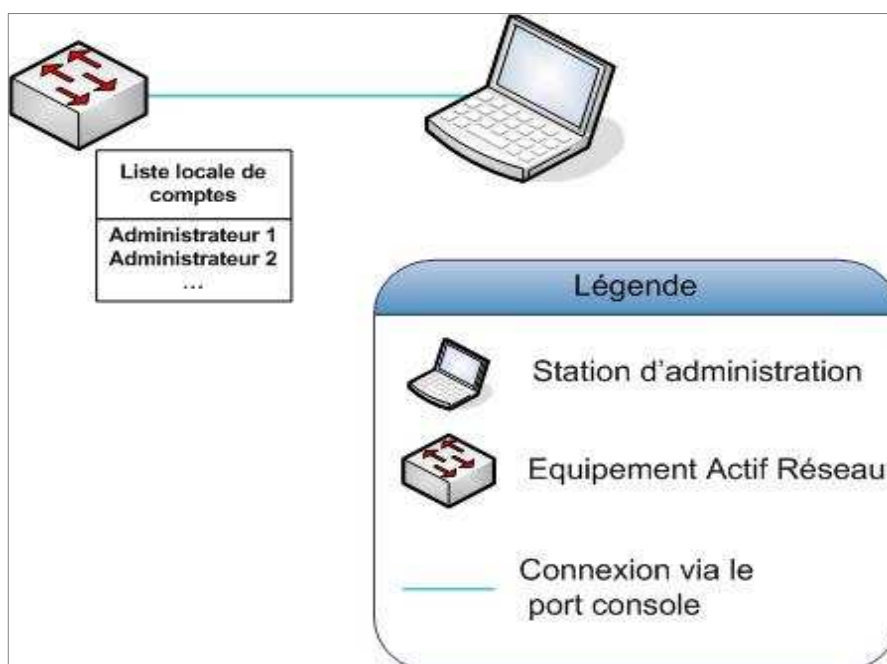 Liste locale de
comptes
Administrateur 1
Administrateur 2
...
Légende
Station d'administration
Equipement Actif Réseau
Connexion via le
port console